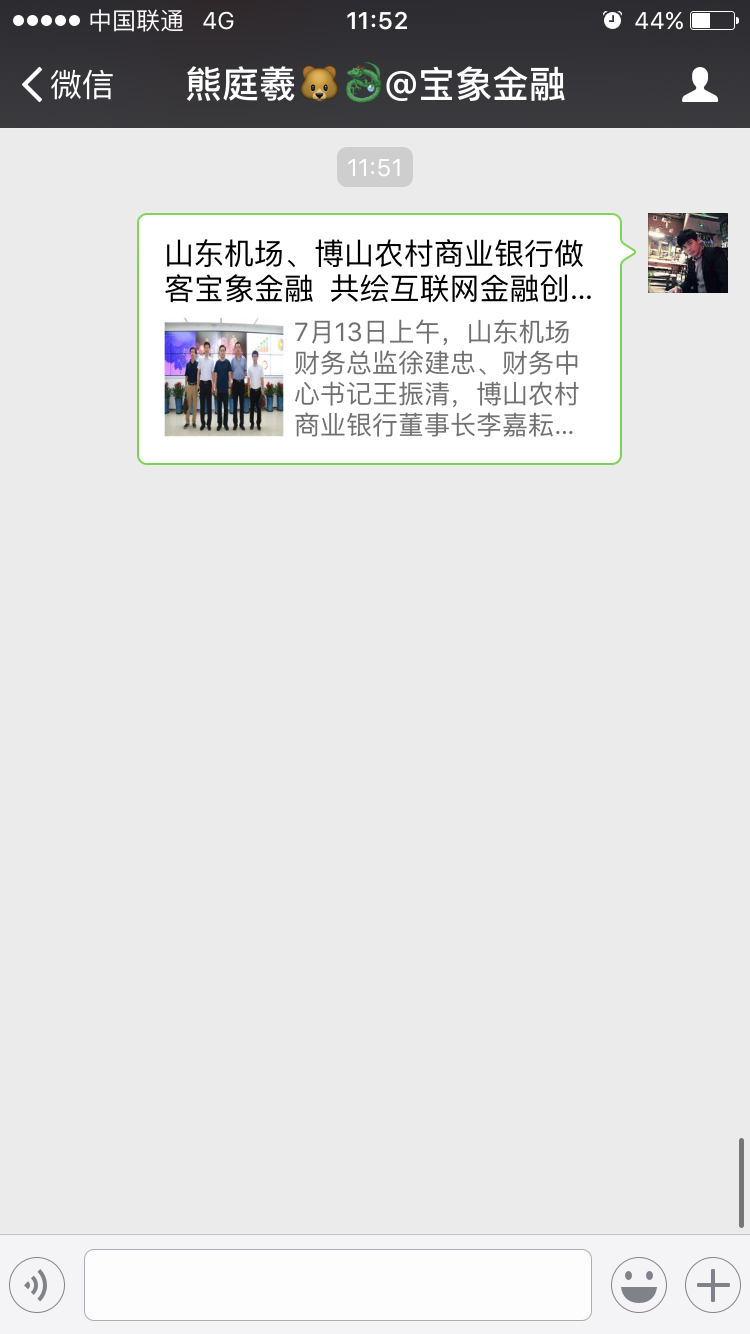 中国联通 4G 11:52 44%
微信 熊庭羲🐻🐉@宝象金融
11:51
山东机场、博山农村商业银行做
客宝象金融 共绘互联网金融创...
7月13日上午，山东机场
财务总监徐建忠、财务中
心书记王振清，博山农村
商业银行董事长李嘉耘...